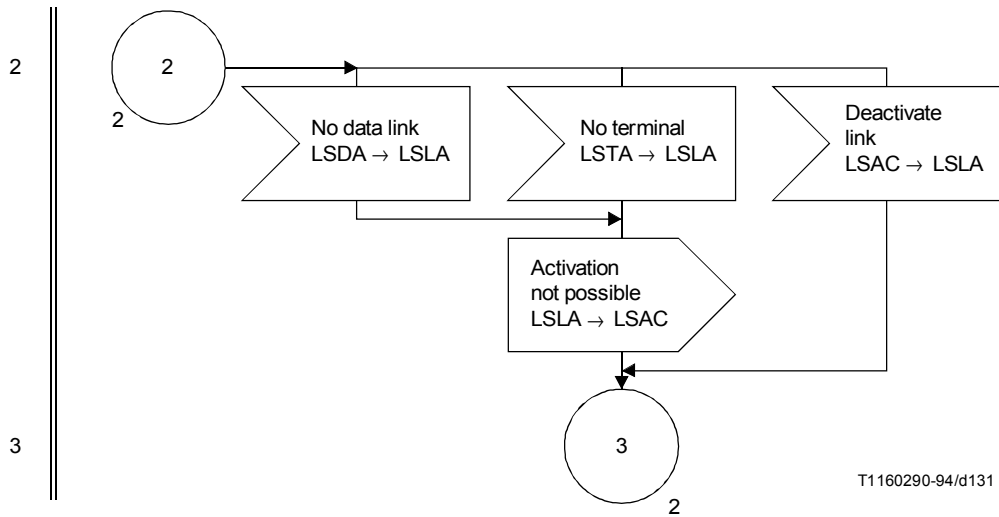 2
2
2
No data link
LSDA → LSLA
No terminal
LSTA → LSLA
Deactivate
link
LSAC → LSLA
Activation
not possible
LSLA → LSAC
3
3
2
T1160290-94/d131